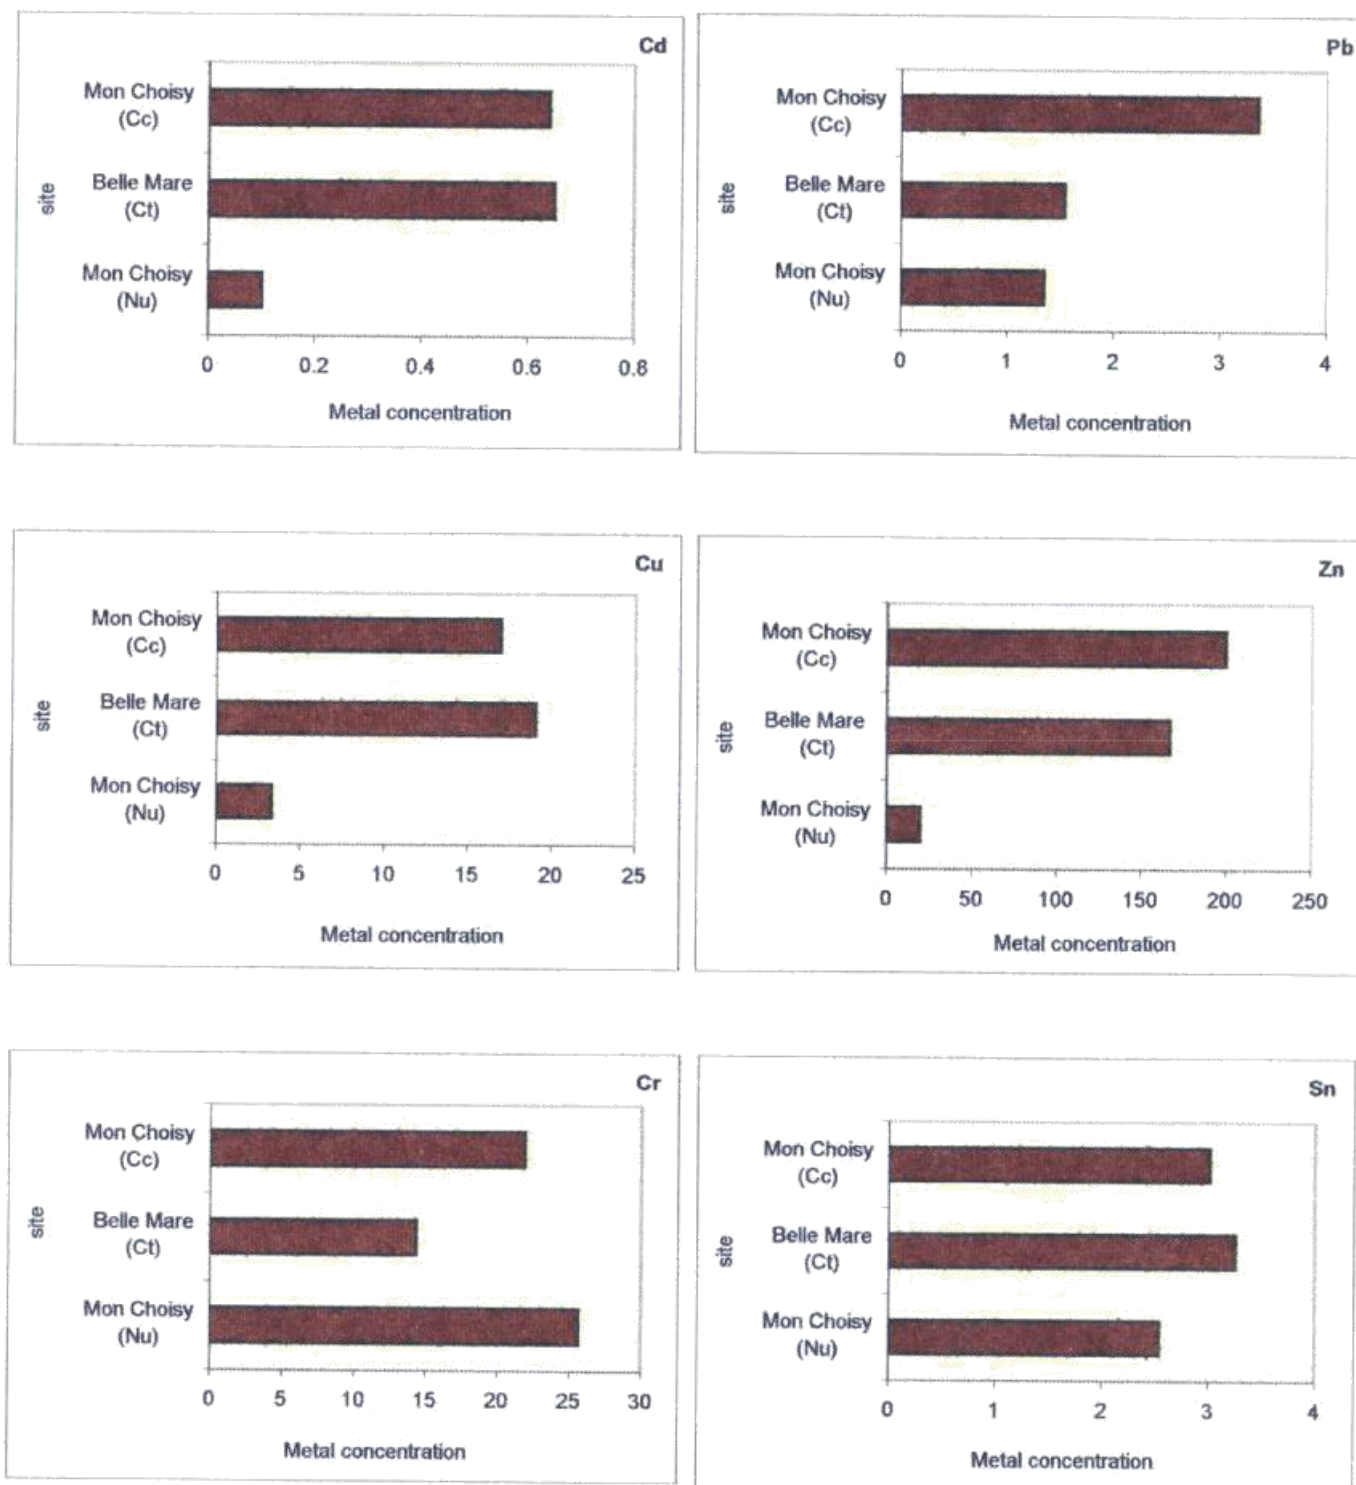 Cd
Mon Choisy
(Cc)
Belle Mare
(Ct)
Mon Choisy
(Nu)
site
0 0.2 0.4 0.6 0.8
Metal concentration
Pb
Mon Choisy
(Cc)
Belle Mare
(Ct)
Mon Choisy
(Nu)
site
0 1 2 3 4
Metal concentration
Cu
Mon Choisy
(Cc)
Belle Mare
(Ct)
Mon Choisy
(Nu)
site
0 5 10 15 20 25
Metal concentration
Zn
Mon Choisy
(Cc)
Belle Mare
(Ct)
Mon Choisy
(Nu)
site
0 50 100 150 200 250
Metal concentration
Cr
Mon Choisy
(Cc)
Belle Mare
(Ct)
Mon Choisy
(Nu)
site
0 5 10 15 20 25 30
Metal concentration
Sn
Mon Choisy
(Cc)
Belle Mare
(Ct)
Mon Choisy
(Nu)
site
0 1 2 3 4
Metal concentration